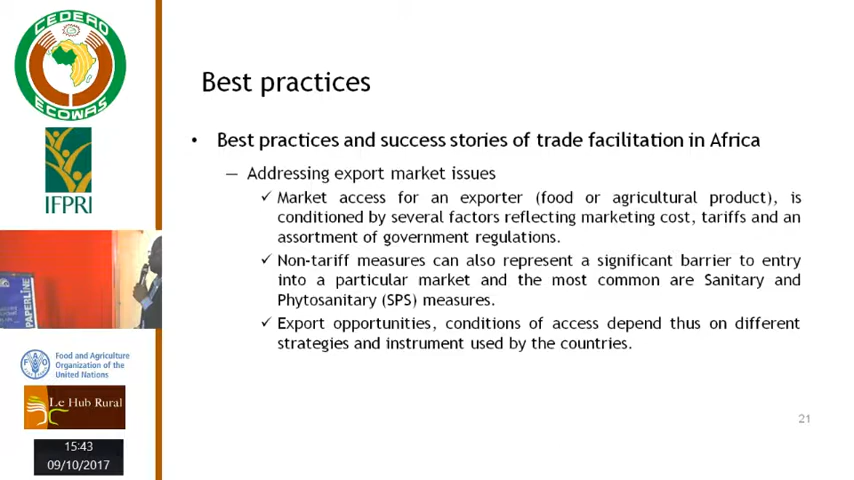 CEDEAO
ECOWAS
IFPRI
PAPERLINE
FAO
Food and Agriculture
Organization of the
United Nations
Le Hub Rural
15:43
09/10/2017
Best practices
• Best practices and success stories of trade facilitation in Africa
— Addressing export market issues
✓ Market access for an exporter (food or agricultural product), is
conditioned by several factors reflecting marketing cost, tariffs and an
assortment of government regulations.
✓ Non-tariff measures can also represent a significant barrier to entry
into a particular market and the most common are Sanitary and
Phytosanitary (SPS) measures.
✓ Export opportunities, conditions of access depend thus on different
strategies and instrument used by the countries.
21